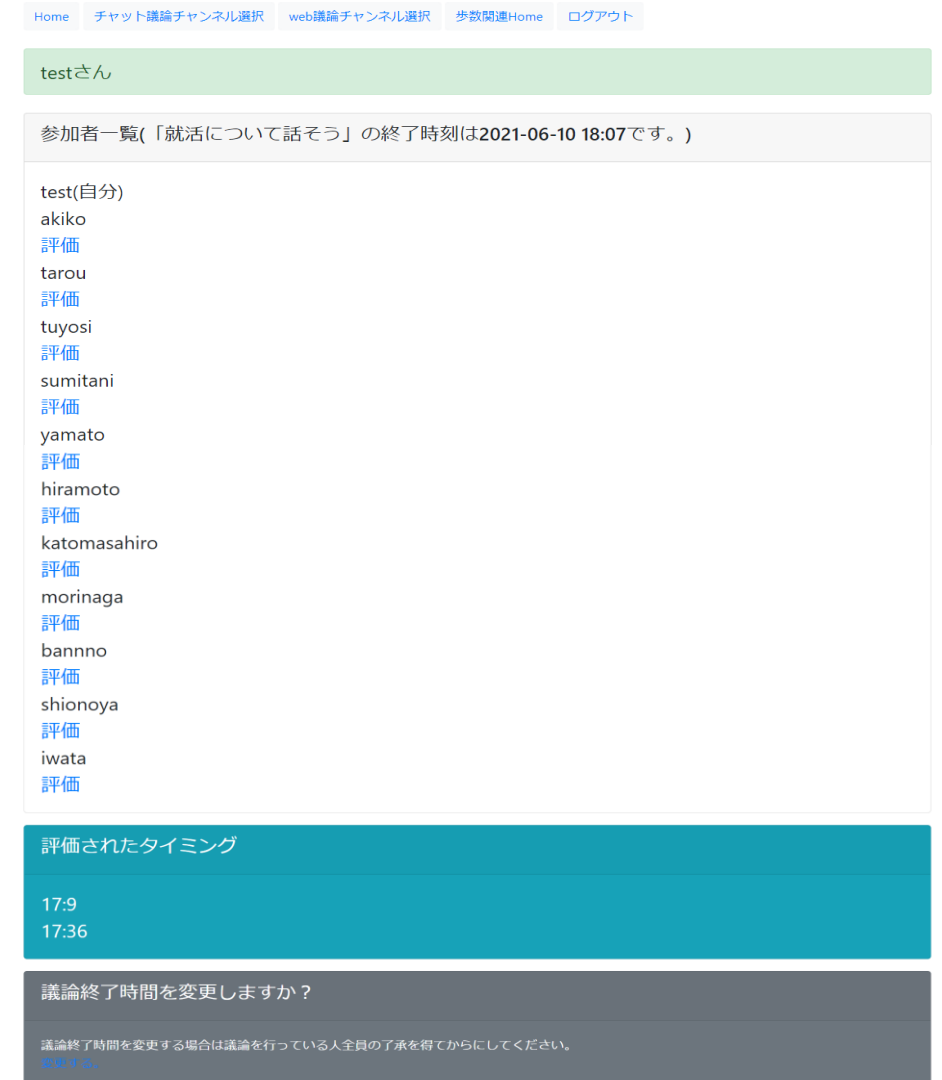 Home チャット議論チャンネル選択 web議論チャンネル選択 歩数関連Home ログアウト
testさん
参加者一覧(「就活について話そう」の終了時刻は2021-06-10 18:07です。)
test(自分)
akiko
評価
tarou
評価
tuyosi
評価
sumitani
評価
yamato
評価
hiramoto
評価
katomasahiro
評価
morinaga
評価
bannno
評価
shionoya
評価
iwata
評価
評価されたタイミング
17:9
17:36
議論終了時間を変更しますか？
議論終了時間を変更する場合は議論を行っている人全員の了承を得てからにしてください。
変更する。